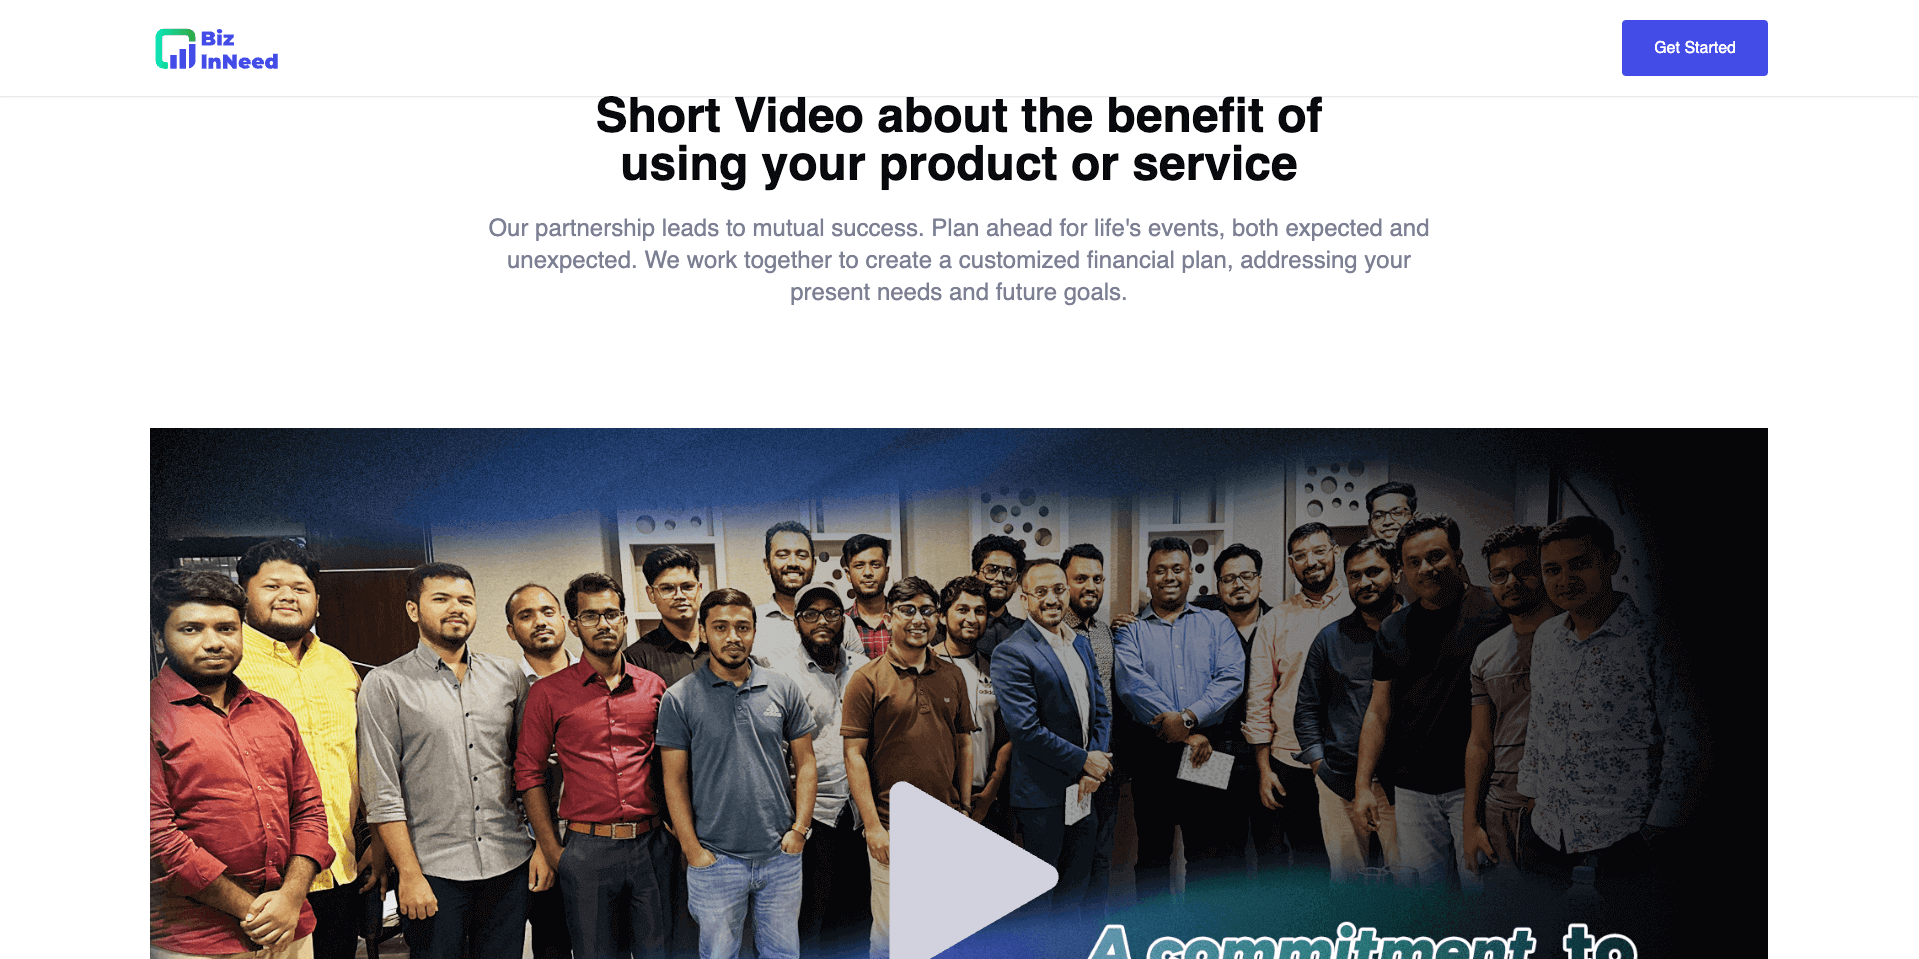 Biz
InNeed
Get Started
Short Video about the benefit of
using your product or service
Our partnership leads to mutual success. Plan ahead for life's events, both expected and
unexpected. We work together to create a customized financial plan, addressing your
present needs and future goals.
adidas
A commitment to